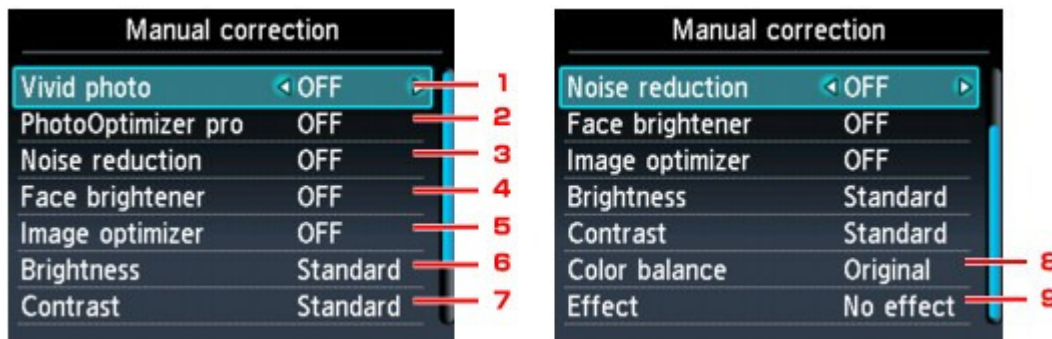 Manual correction
Vivid photo OFF 1
PhotoOptimizer pro OFF 2
Noise reduction OFF 3
Face brightener OFF 4
Image optimizer OFF 5
Brightness Standard 6
Contrast Standard 7
Manual correction
Noise reduction OFF
Face brightener OFF
Image optimizer OFF
Brightness Standard
Contrast Standard
Color balance Original 8
Effect No effect 9